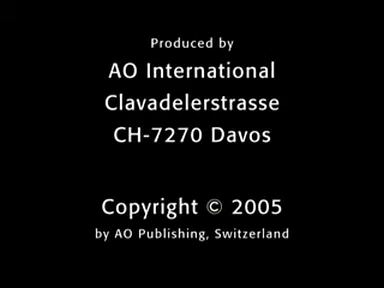 Produced by
AO International
Clavadelerstrasse
CH-7270 Davos
Copyright © 2005
by AO Publishing, Switzerland